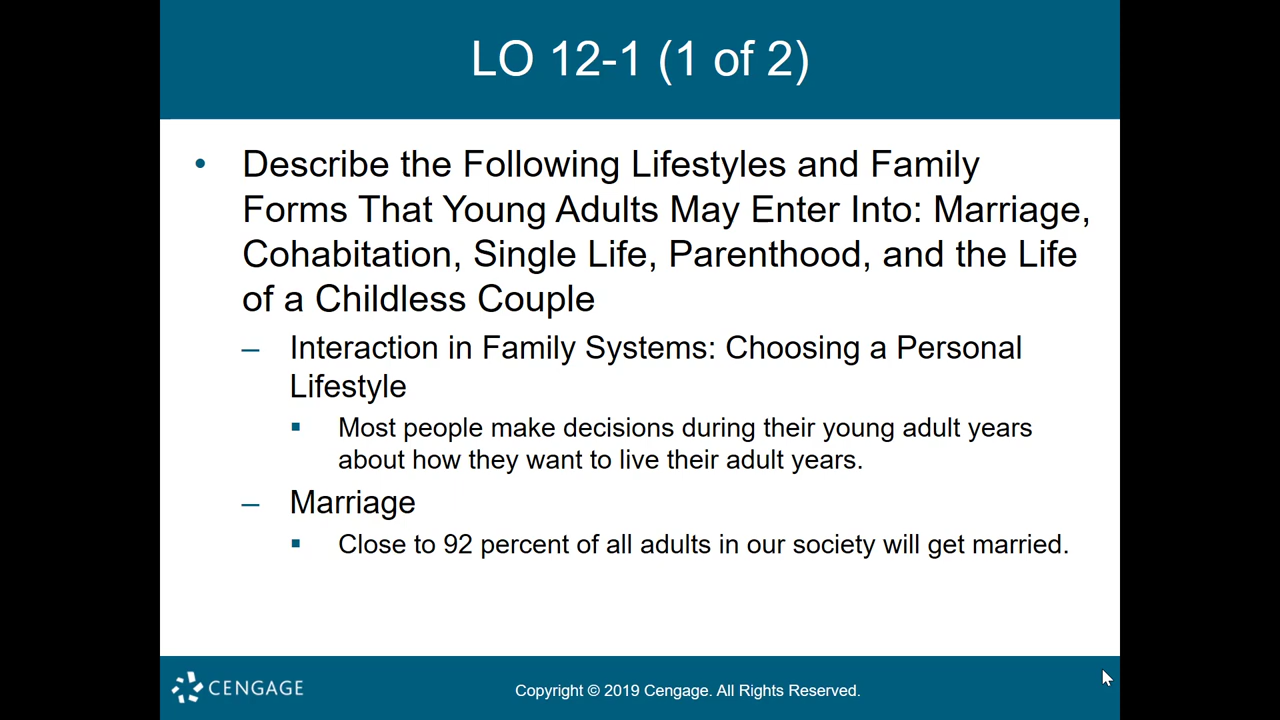 LO 12-1 (1 of 2)
• Describe the Following Lifestyles and Family
Forms That Young Adults May Enter Into: Marriage,
Cohabitation, Single Life, Parenthood, and the Life
of a Childless Couple
– Interaction in Family Systems: Choosing a Personal
Lifestyle
▪ Most people make decisions during their young adult years
about how they want to live their adult years.
– Marriage
▪ Close to 92 percent of all adults in our society will get married.
CENGAGE
Copyright © 2019 Cengage. All Rights Reserved.